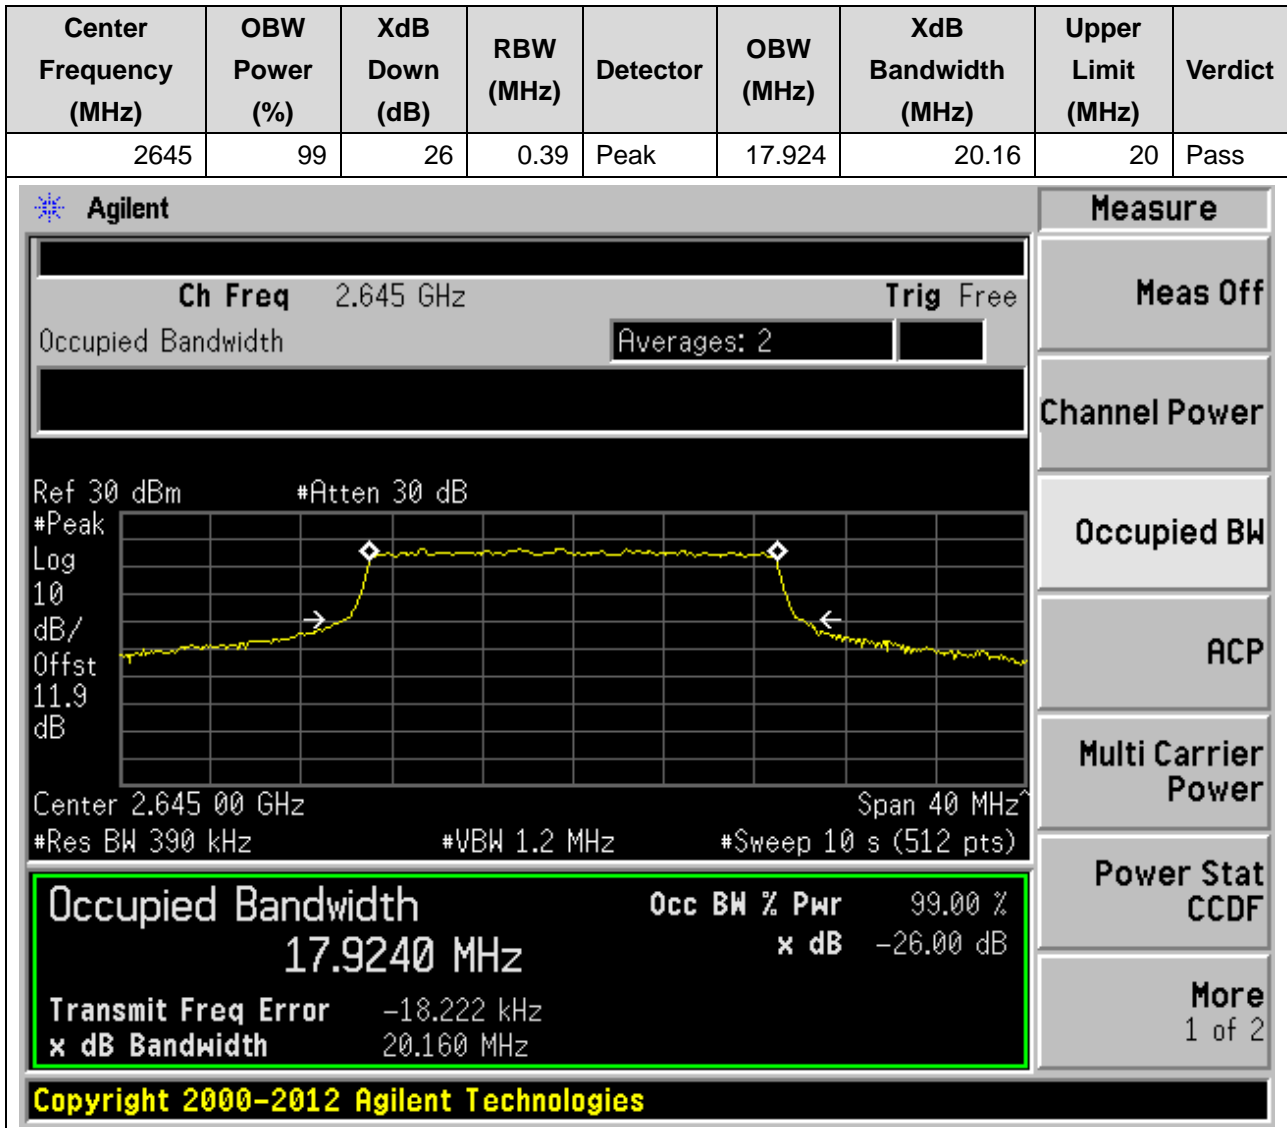 Center Frequency (MHz) OBW Power (%) XdB Down (dB) RBW (MHz) Detector OBW (MHz) XdB Bandwidth (MHz) Upper Limit (MHz) Verdict
2645 99 26 0.39 Peak 17.924 20.16 20 Pass
Agilent
Ch Freq 2.645 GHz Trig Free
Occupied Bandwidth Averages: 2
Ref 30 dBm #Atten 30 dB
#Peak
Log
10
dB/
Offst
11.9
dB
Center 2.645 00 GHz Span 40 MHz^
#Res BW 390 kHz #VBW 1.2 MHz #Sweep 10 s (512 pts)
Occupied Bandwidth Occ BW % Pwr 99.00 %
17.9240 MHz x dB -26.00 dB
Transmit Freq Error -18.222 kHz
x dB Bandwidth 20.160 MHz
Copyright 2000-2012 Agilent Technologies
Measure
Meas Off
Channel Power
Occupied BW
ACP
Multi Carrier
Power
Power Stat
CCDF
More
1 of 2